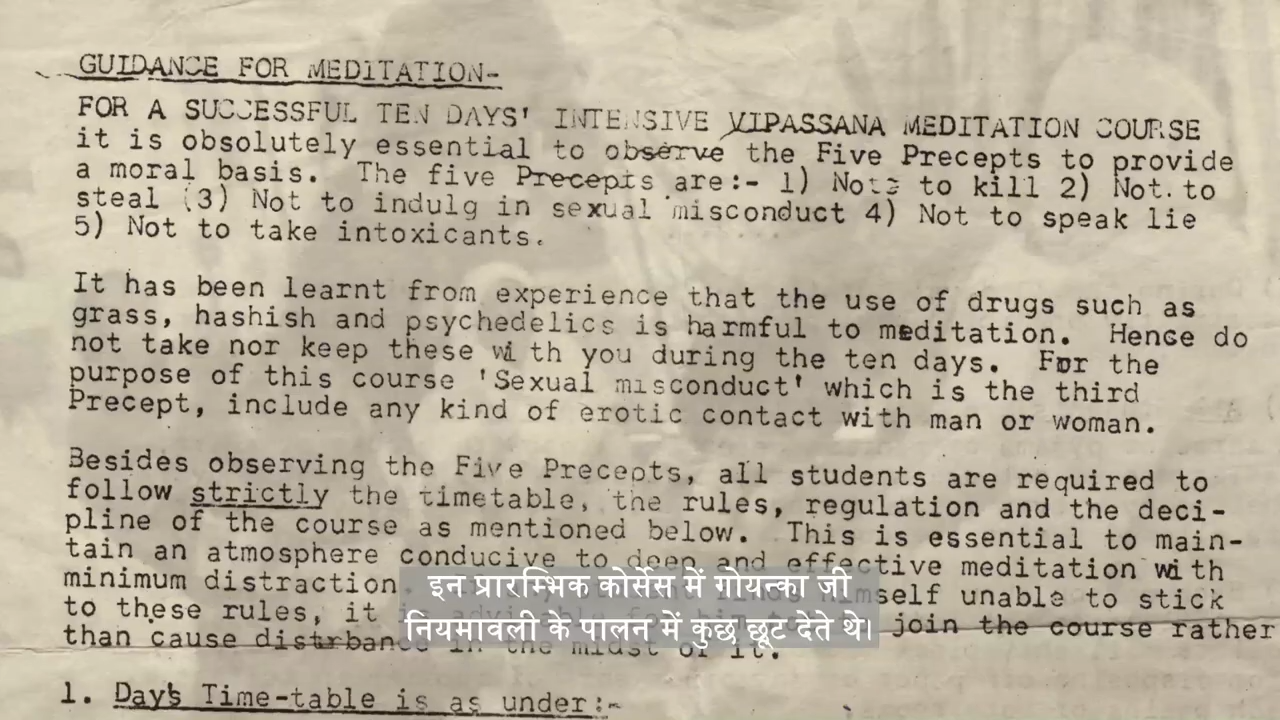 GUIDANCE FOR MEDITATION-
FOR A SUCCESSFUL TEN DAYS' INTENSIVE VIPASSANA MEDITATION COURSE
it is absolutely essential to observe the Five Precepts to provide
a moral basis. The five Precepts are:- 1) Not to kill 2) Not.to
steal (3) Not to indulg in sexual misconduct 4) Not to speak lie
5) Not to take intoxicants.
It has been learnt from experience that the use of drugs such as
grass, hashish and psychedelics is harmful to meditation. Hence do
not take nor keep these with you during the ten days. For the
purpose of this course 'Sexual misconduct' which is the third
Precept, include any kind of erotic contact with man or woman.
Besides observing the Five Precepts, all students are required to
follow strictly the timetable, the rules, regulation and the deci-
pline of the course as mentioned below. This is essential to main-
tain an atmosphere conducive to deep and effective meditation with
minimum distraction. himself unable to stick
to these rules, it join the course rather
than cause distrbance in the midst of it.
इन प्रारम्भिक कोर्सेस में गोयन्का जी
नियमावली के पालन में कुछ छूट देते थे।
1. Day's Time-table is as under:-